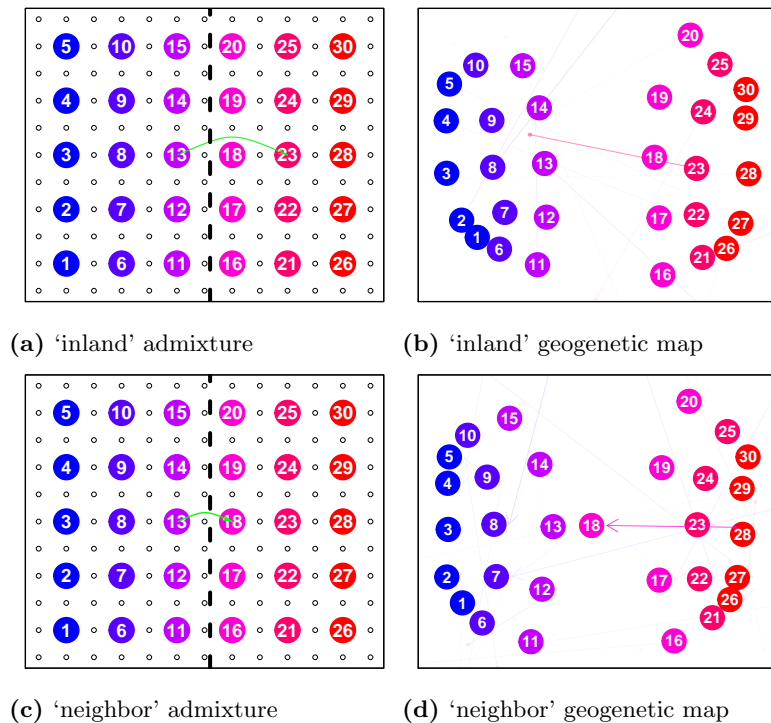 5 10 15 20 25 30
4 9 14 19 24 29
3 8 13 18 23 28
2 7 12 17 22 27
1 6 11 16 21 26
20
10 15 25
5 30
19
14 24
4 9 29
18
3 8 13 23 28
7
2 12 17 22 27
1
6 26
11 21
16
(a) ‘inland’ admixture (b) ‘inland’ geogenetic map
5 10 15 20 25 30
4 9 14 19 24 29
3 8 13 18 23 28
2 7 12 17 22 27
1 6 11 16 21 26
20
15
10 25
5 30
14 19
4 9 24 29
3 8 13 18 23 28
2 7 17 22 27
12
1 26
6 21
11 16
(c) ‘neighbor’ admixture (d) ‘neighbor’ geogenetic map